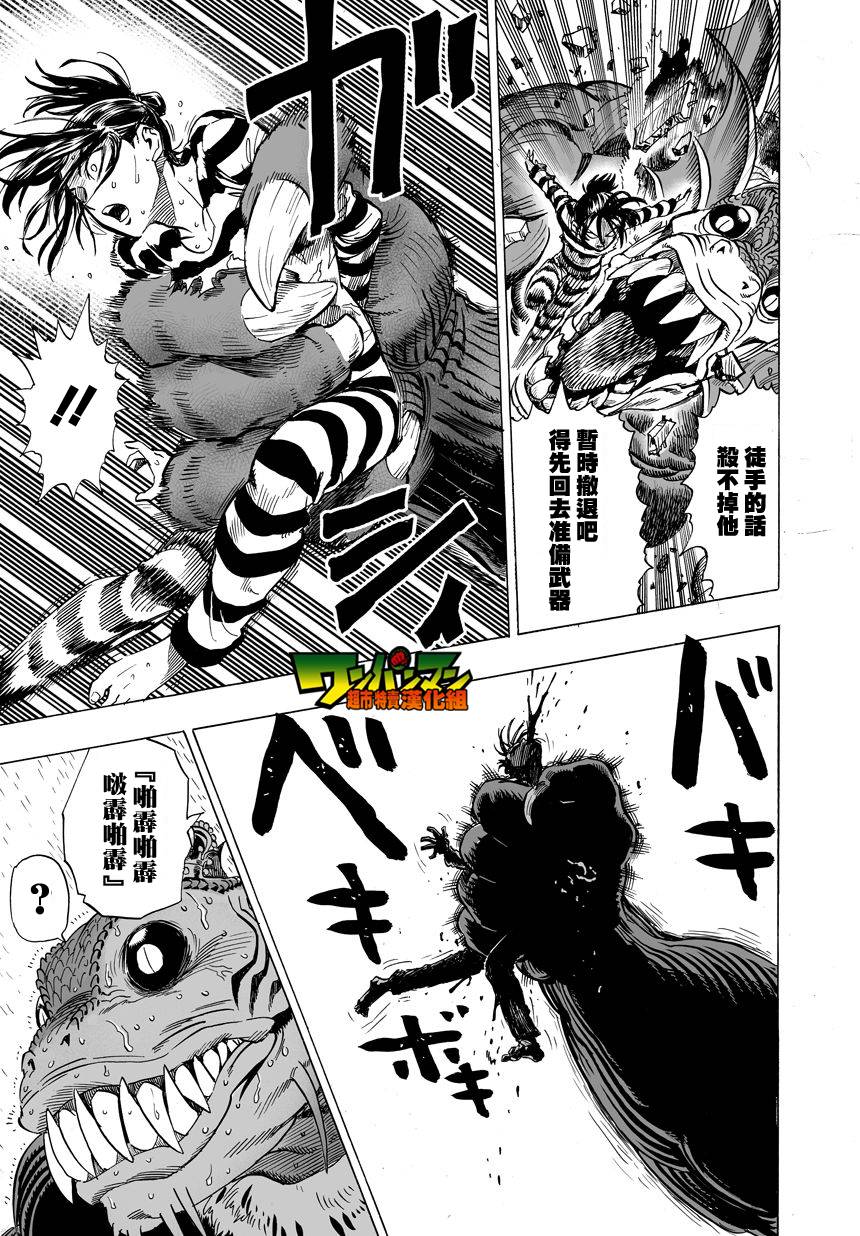 徒手的話
殺不掉他
暫時撤退吧
得先回去准備武器
ガシィ
!!
ワンパンマン
超市特賣漢化組
ベキ
ベキ
ボキ
『啪霹啪霹
啵霹啪霹』
?